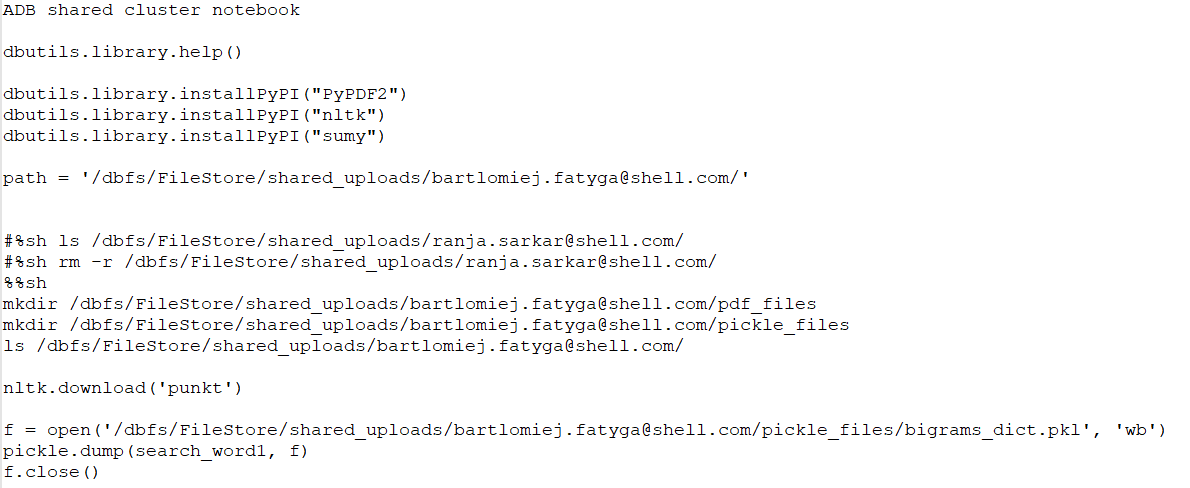 ADB shared cluster notebook
dbutils.library.help()
dbutils.library.installPyPI("PyPDF2")
dbutils.library.installPyPI("nltk")
dbutils.library.installPyPI("sumy")
path = '/dbfs/FileStore/shared_uploads/bartlomiej.fatyga@shell.com/'
#%sh ls /dbfs/FileStore/shared_uploads/ranja.sarkar@shell.com/
#%sh rm -r /dbfs/FileStore/shared_uploads/ranja.sarkar@shell.com/
%%sh
mkdir /dbfs/FileStore/shared_uploads/bartlomiej.fatyga@shell.com/pdf_files
mkdir /dbfs/FileStore/shared_uploads/bartlomiej.fatyga@shell.com/pickle_files
ls /dbfs/FileStore/shared_uploads/bartlomiej.fatyga@shell.com/
nltk.download('punkt')
f = open('/dbfs/FileStore/shared_uploads/bartlomiej.fatyga@shell.com/pickle_files/bigrams_dict.pkl', 'wb')
pickle.dump(search_word1, f)
f.close()